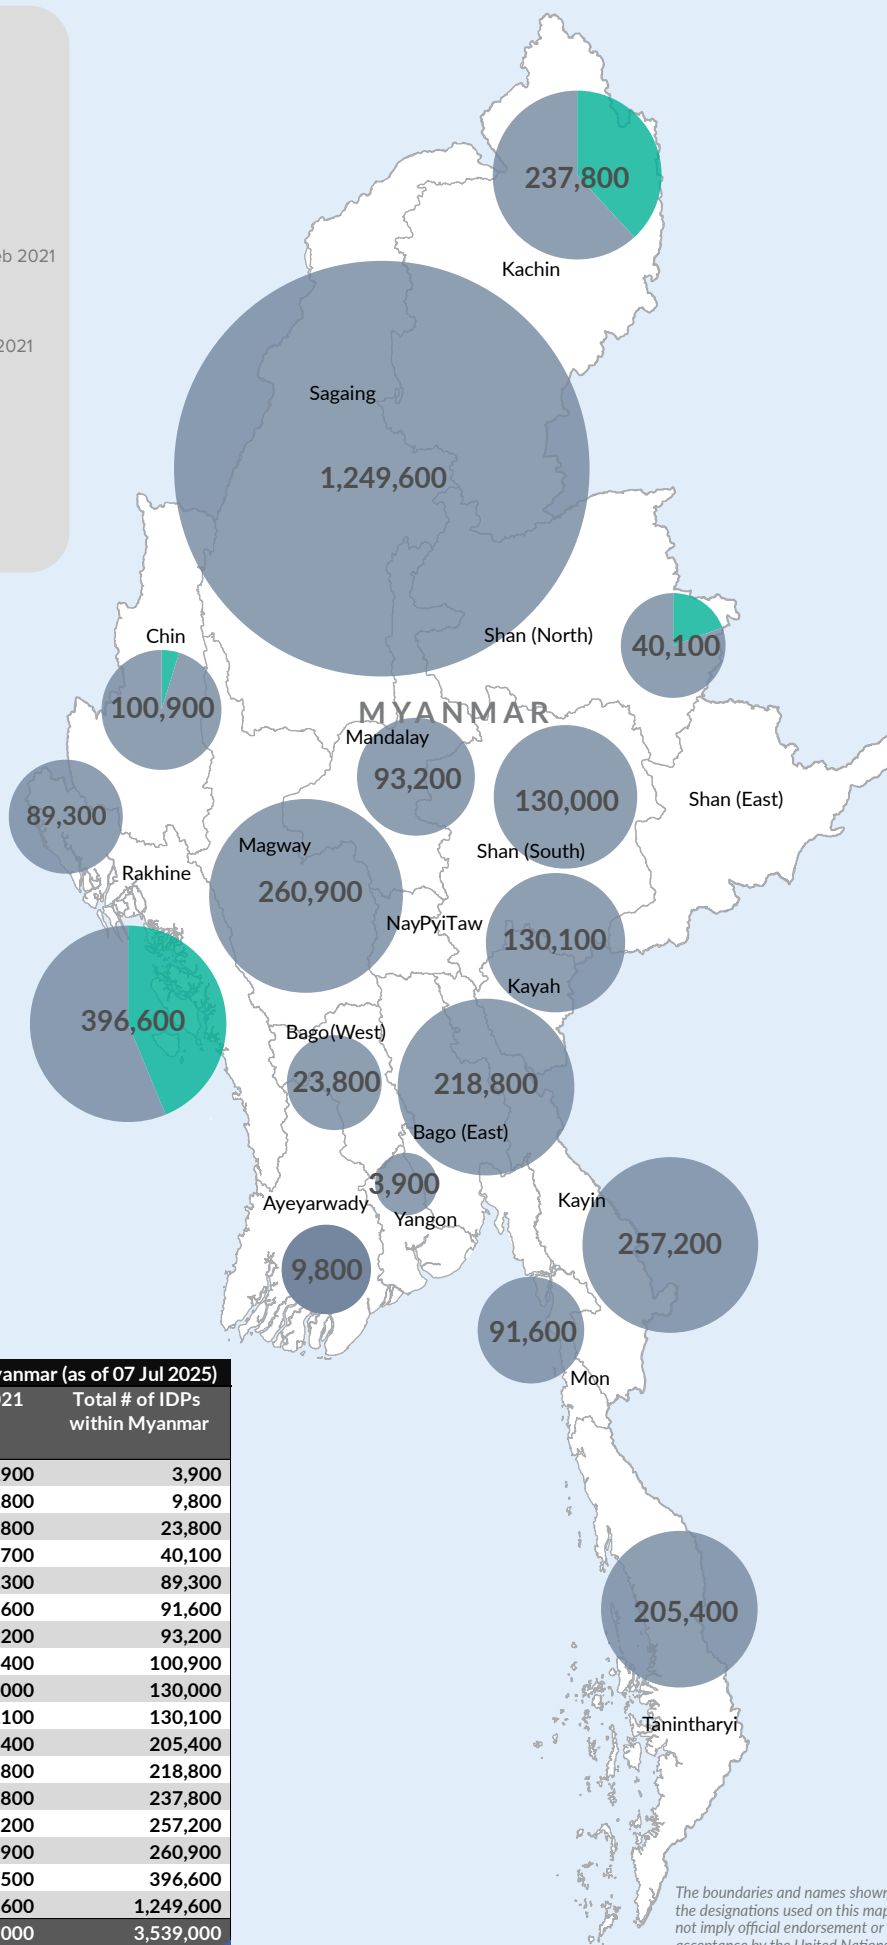 eb 2021
2021
237,800
Kachin
Sagaing
1,249,600
Shan (North)
40,100
Chin
100,900
MYANMAR
Mandalay
93,200
130,000
Shan (East)
89,300
Magway
Shan (South)
Rakhine
260,900
NayPyiTaw
130,100
Kayah
396,600
Bago(West)
23,800
218,800
Bago (East)
3,900
Ayeyarwady
Yangon
Kayin
257,200
9,800
91,600
Mon
205,400
Tanintharyi
yanmar (as of 07 Jul 2025)
21 Total # of IDPs
within Myanmar
900 3,900
800 9,800
800 23,800
700 40,100
300 89,300
600 91,600
200 93,200
400 100,900
000 130,000
100 130,100
400 205,400
800 218,800
800 237,800
200 257,200
900 260,900
500 396,600
600 1,249,600
000 3,539,000
The boundaries and names shown
the designations used on this map
not imply official endorsement or
acceptance by the United Nations